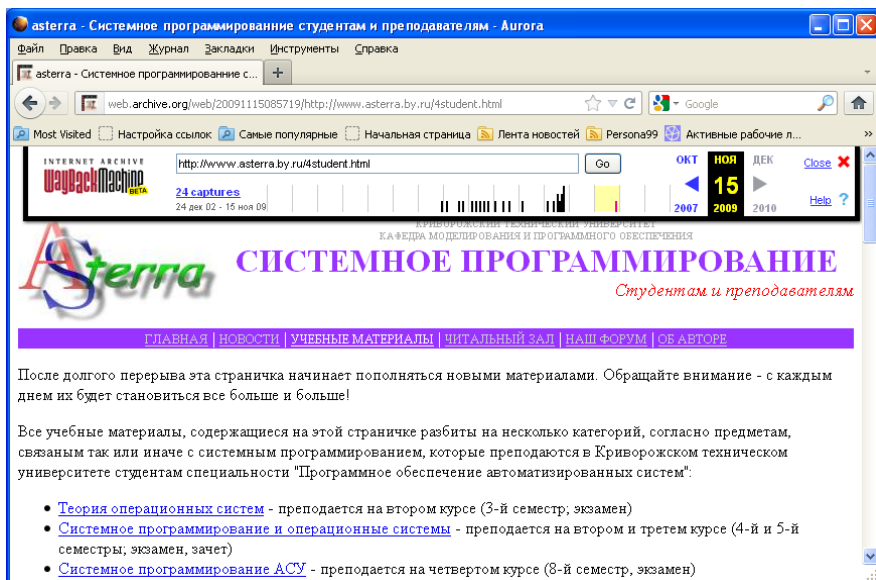 asterra - Системное программированние студентам и преподавателям - Aurora
Файл Правка Вид Журнал Закладки Инструменты Справка
asterra - Системное программированние с... +
web.archive.org/web/20091115085719/http://www.asterra.by.ru/4student.html Google
Most Visited Настройка ссылок Самые популярные Начальная страница Лента новостей Persona99 Активные рабочие л... »
INTERNET ARCHIVE
WayBackMachine BETA
http://www.asterra.by.ru/4student.html Go
ОКТ НОЯ ДЕК
Close
24 captures
15
24 дек 02 - 15 ноя 09
2007 2009 2010
Help ?
КРИВОРОЖСКИЙ ТЕХНИЧЕСКИЙ УНИВЕРСИТЕТ
КАФЕДРА МОДЕЛИРОВАНИЯ И ПРОГРАММНОГО ОБЕСПЕЧЕНИЯ
Asterra
СИСТЕМНОЕ ПРОГРАММИРОВАНИЕ
Студентам и преподавателям
ГЛАВНАЯ | НОВОСТИ | УЧЕБНЫЕ МАТЕРИАЛЫ | ЧИТАЛЬНЫЙ ЗАЛ | НАШ ФОРУМ | ОБ АВТОРЕ
После долгого перерыва эта страничка начинает пополняться новыми материалами. Обращайте внимание - с каждым
днем их будет становиться все больше и больше!
Все учебные материалы, содержащиеся на этой страничке разбиты на несколько категорий, согласно предметам,
связаным так или иначе с системным программированием, которые преподаются в Криворожском техническом
университете студентам специальности "Программное обеспечение автоматизированных систем":
• Теория операционных систем - преподается на втором курсе (3-й семестр; экзамен)
• Системное программирование и операционные системы - преподается на втором и третем курсе (4-й и 5-й
семестры; экзамен, зачет)
• Системное программирование АСУ - преподается на четвертом курсе (8-й семестр, экзамен)